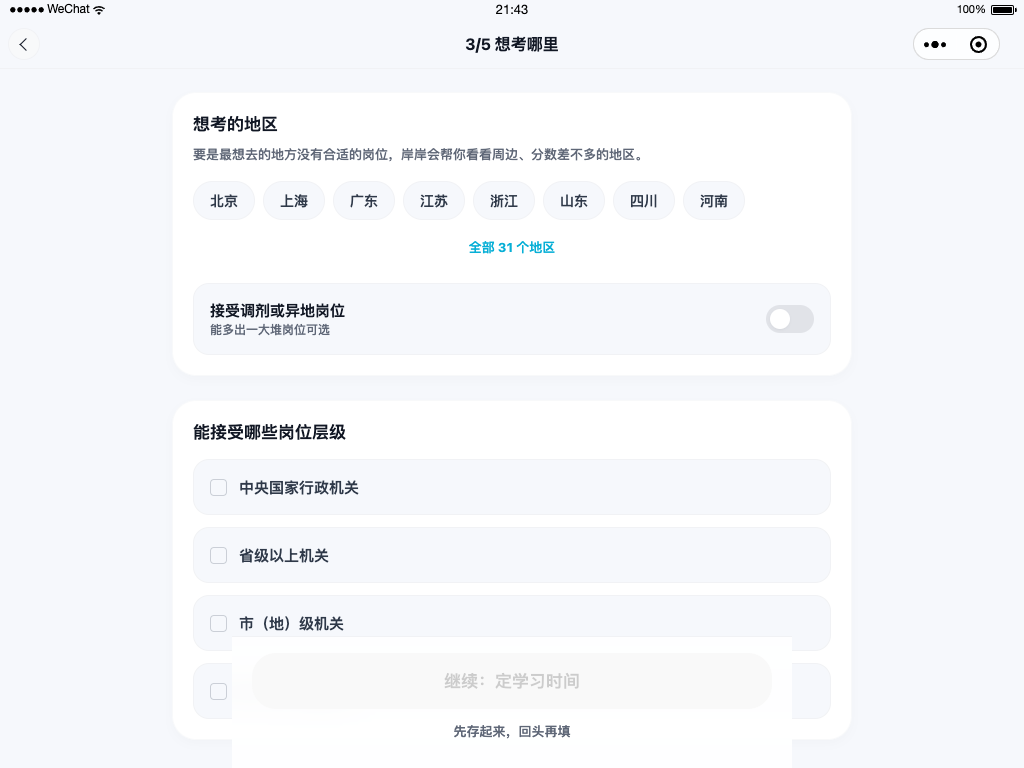 WeChat
21:43
100%
3/5 想考哪里
想考的地区
要是最想去的地方没有合适的岗位，岸岸会帮你看看周边、分数差不多的地区。
北京 上海 广东 江苏 浙江 山东 四川 河南
全部 31 个地区
接受调剂或异地岗位
能多出一大堆岗位可选
能接受哪些岗位层级
中央国家行政机关
省级以上机关
市（地）级机关
继续：定学习时间
先存起来，回头再填